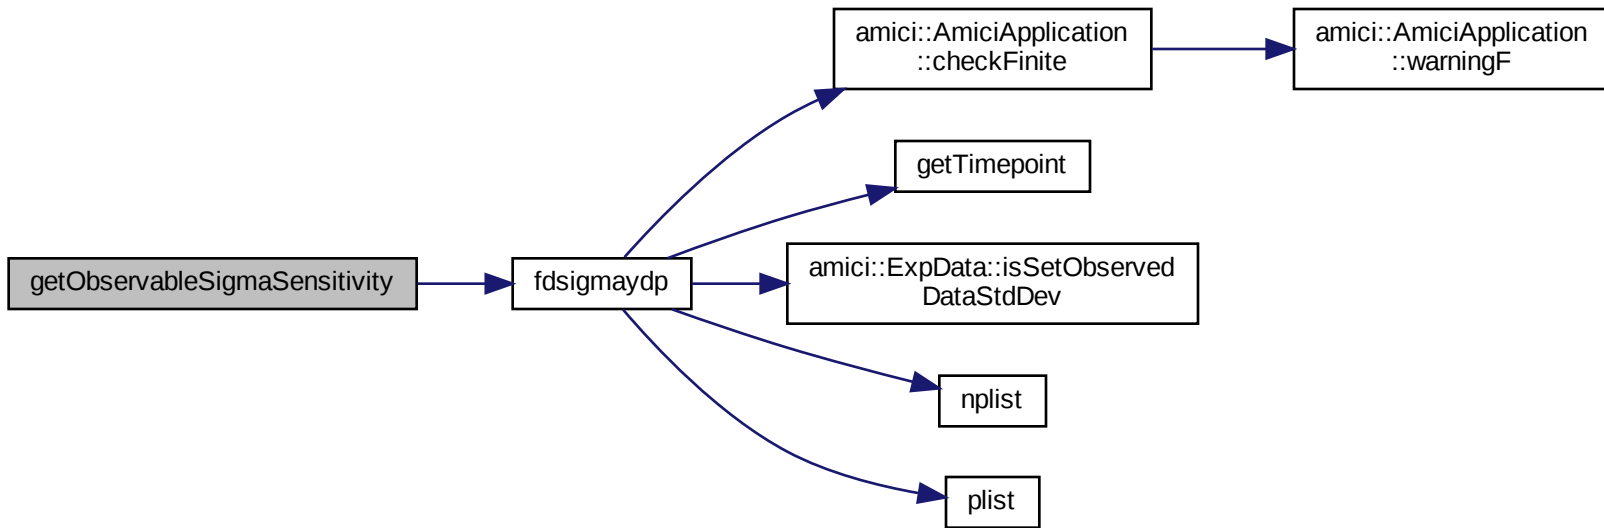 getObservableSigmaSensitivity
fdsigmaydp
amici::AmiciApplication
::checkFinite
amici::AmiciApplication
::warningF
getTimepoint
amici::ExpData::isSetObserved
DataStdDev
nplist
plist